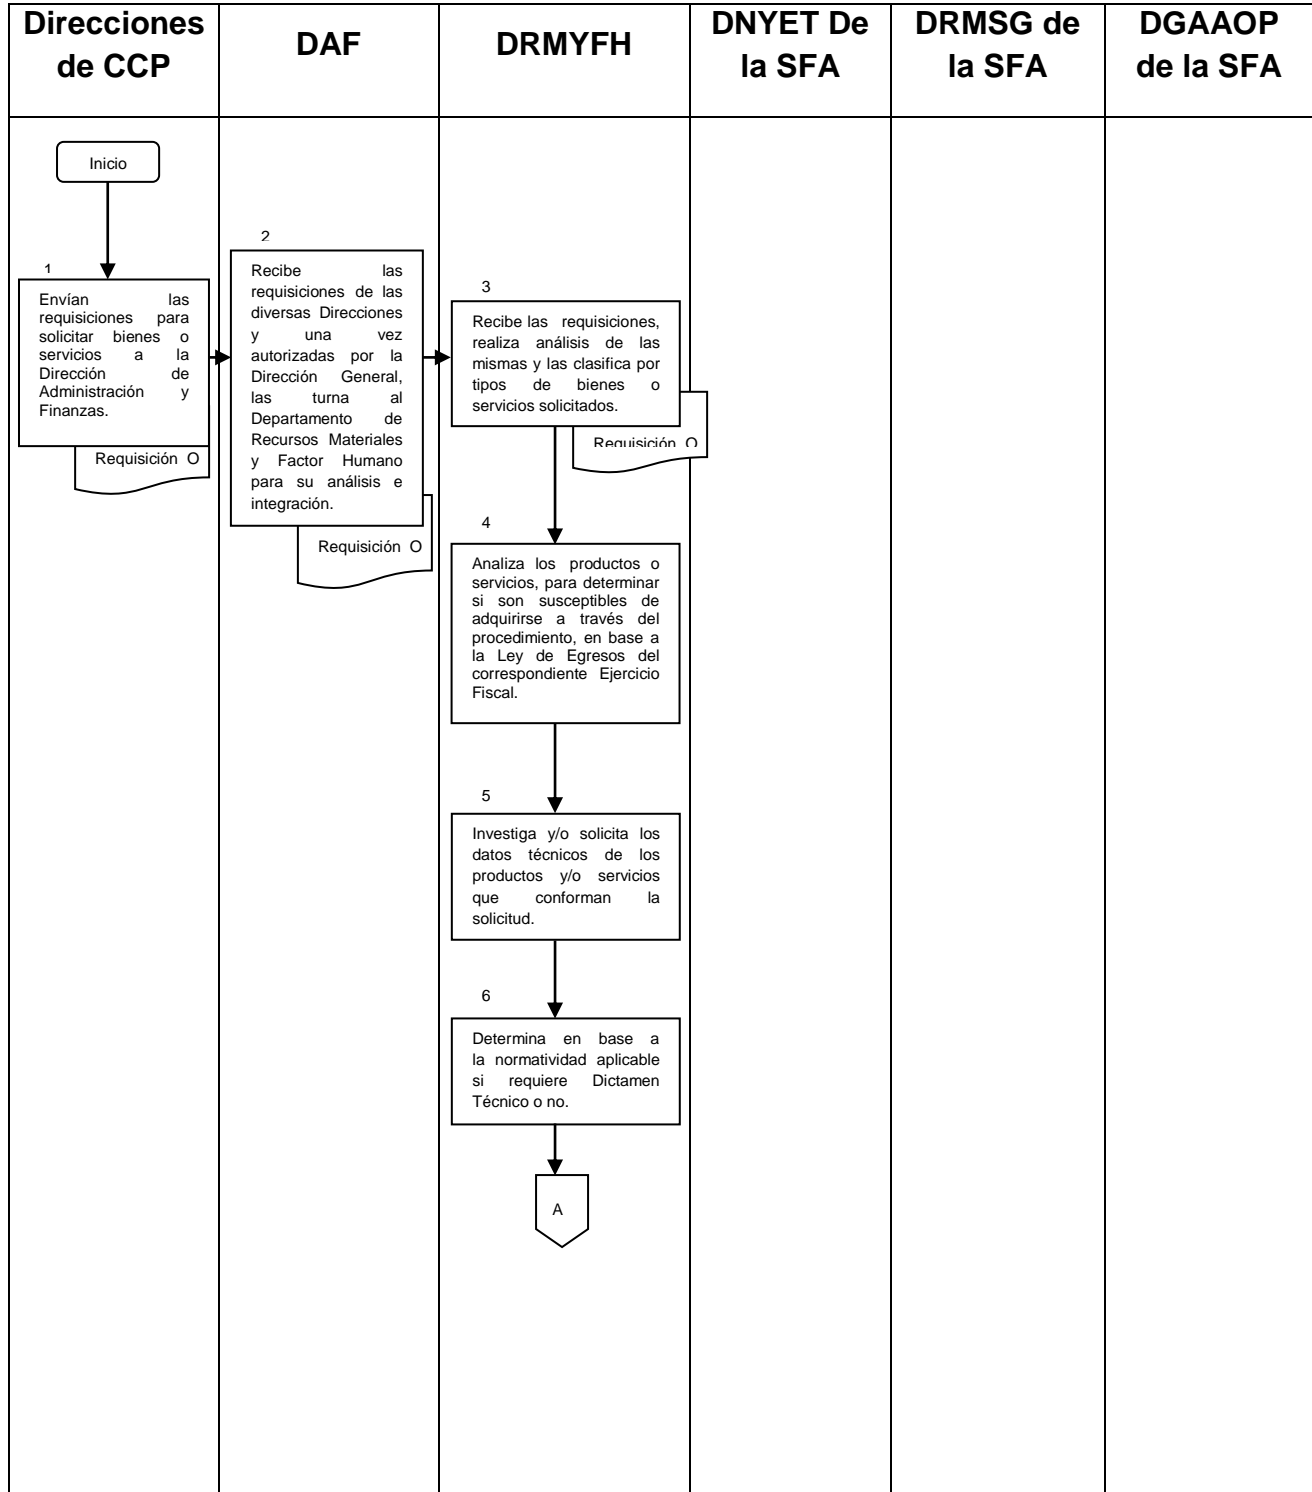 Direcciones
de CCP
DAF
DRMYFH
DNYET De
la SFA
DRMSG de
la SFA
DGAAOP
de la SFA
Inicio
1
Envían las
requisiciones para
solicitar bienes o
servicios a la
Dirección de
Administración y
Finanzas.
Requisición O
2
Recibe las
requisiciones de las
diversas Direcciones
y una vez
autorizadas por la
Dirección General,
las turna al
Departamento de
Recursos Materiales
y Factor Humano
para su análisis e
integración.
Requisición O
3
Recibe las requisiciones,
realiza análisis de las
mismas y las clasifica por
tipos de bienes o
servicios solicitados.
Requisición O
4
Analiza los productos o
servicios, para determinar
si son susceptibles de
adquirirse a través del
procedimiento, en base a
la Ley de Egresos del
correspondiente Ejercicio
Fiscal.
5
Investiga y/o solicita los
datos técnicos de los
productos y/o servicios
que conforman la
solicitud.
6
Determina en base a
la normatividad aplicable
si requiere Dictamen
Técnico o no.
A